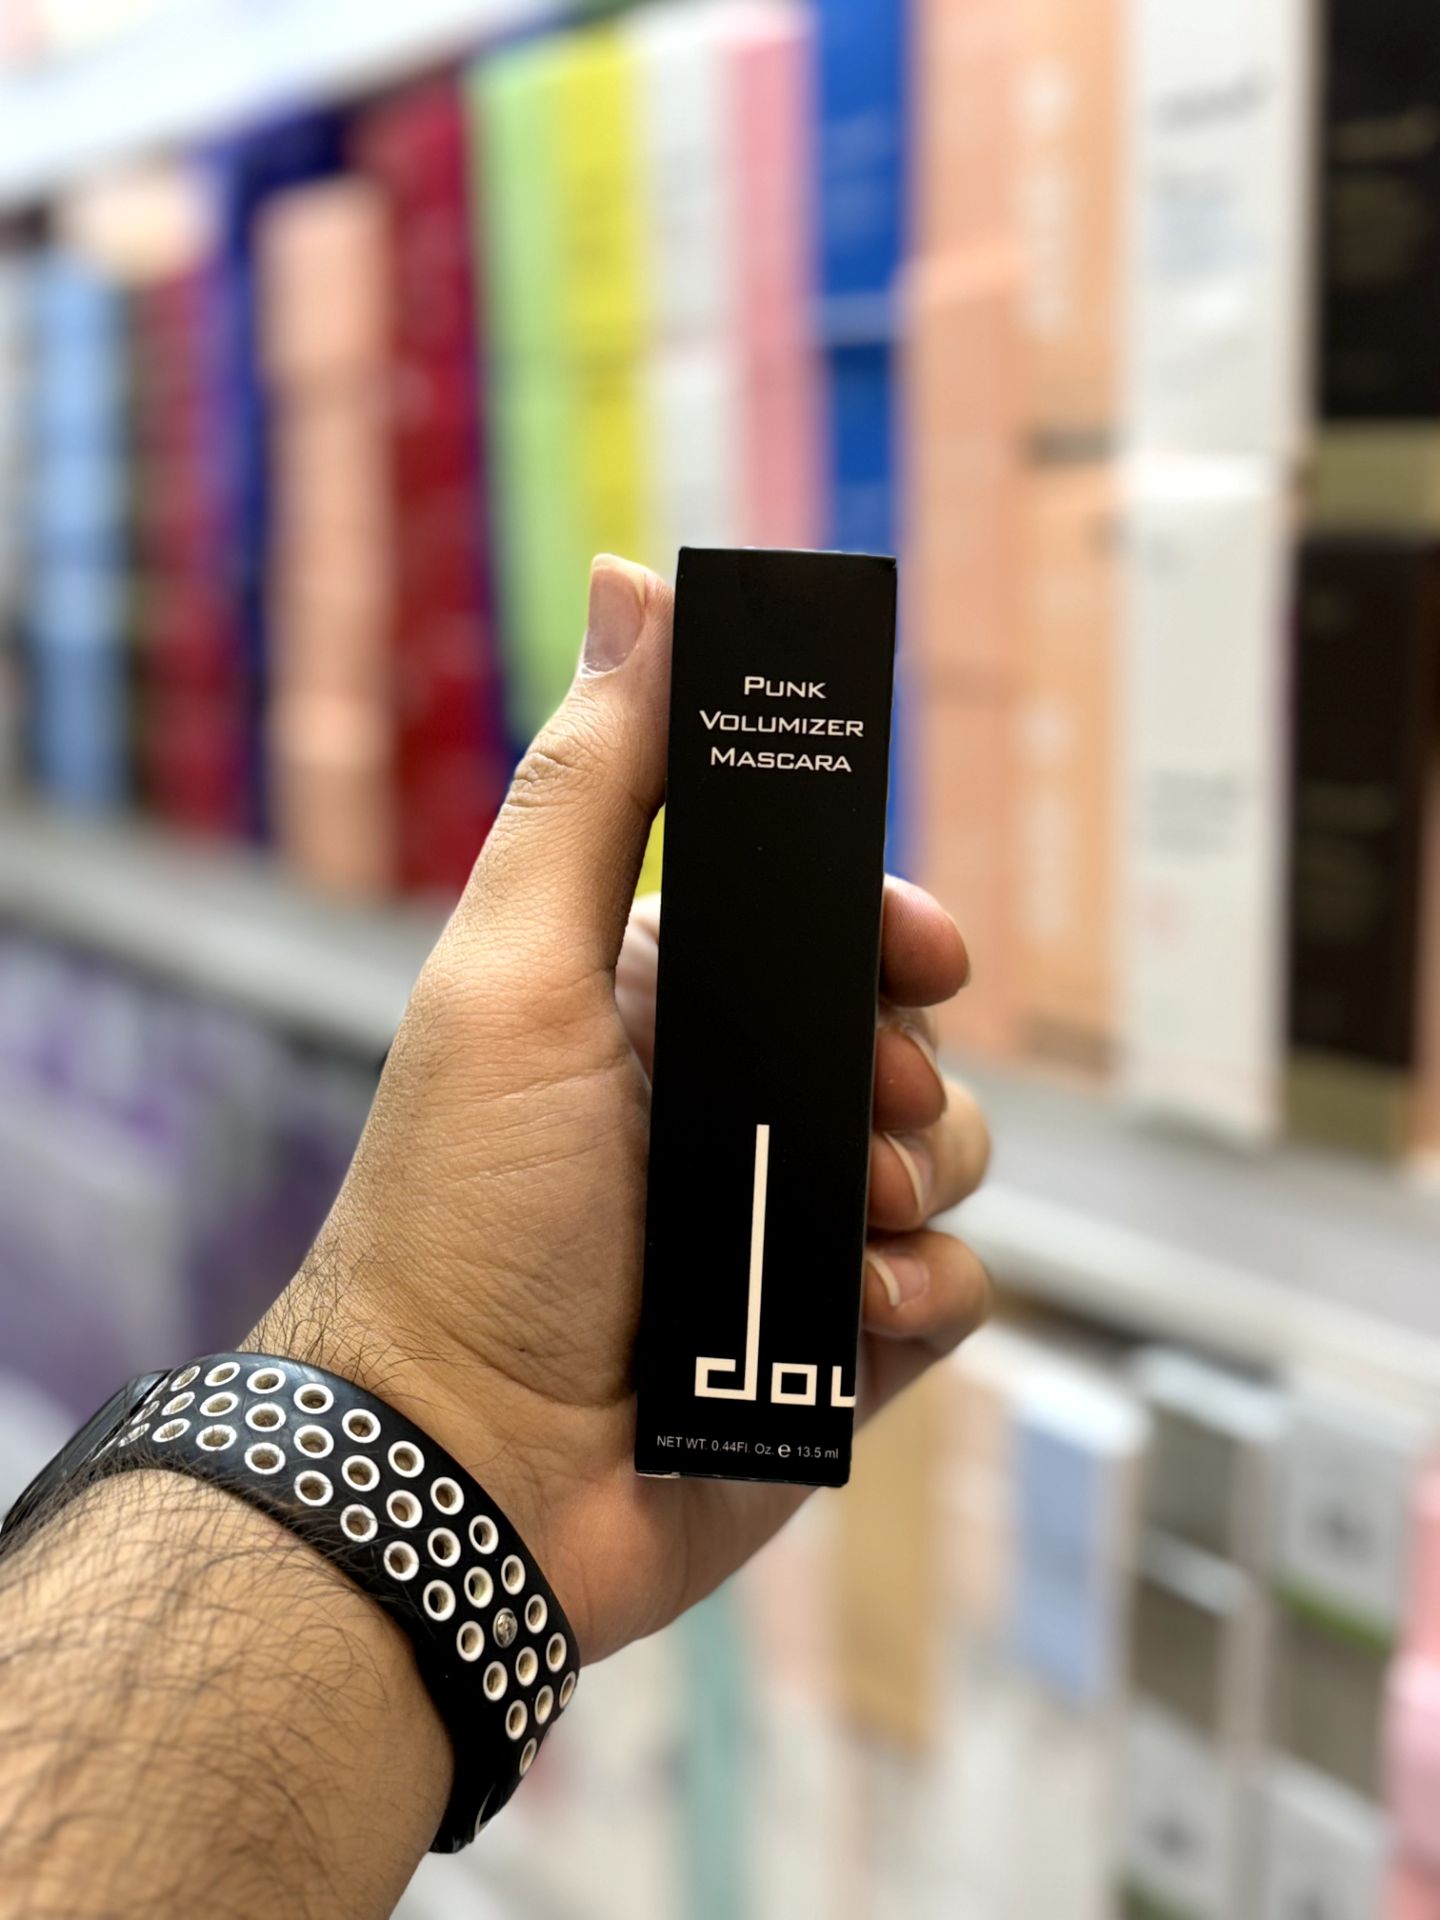 Punk
Volumizer
Mascara
dou
NET WT. 0.44Fl. Oz. e 13.5 ml